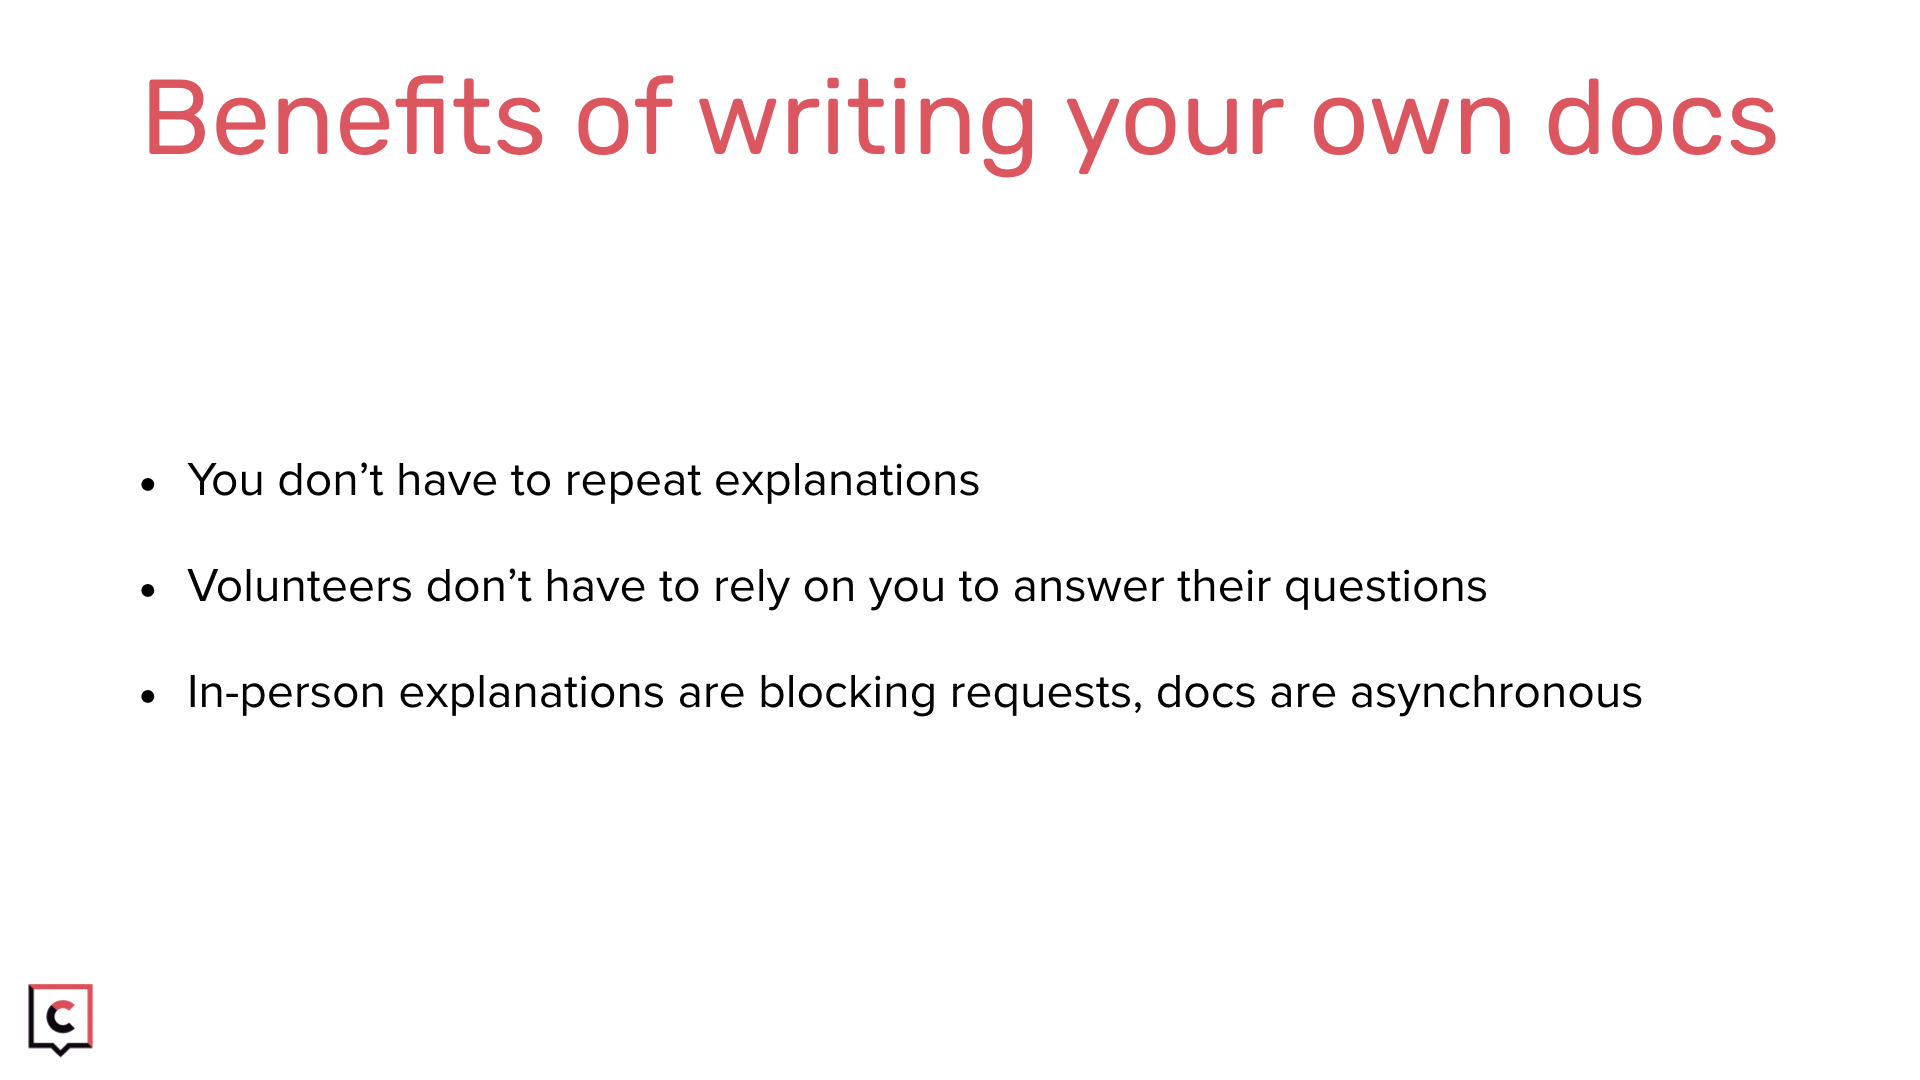 Benefits of writing your own docs
• You don’t have to repeat explanations
• Volunteers don’t have to rely on you to answer their questions
• In-person explanations are blocking requests, docs are asynchronous
C